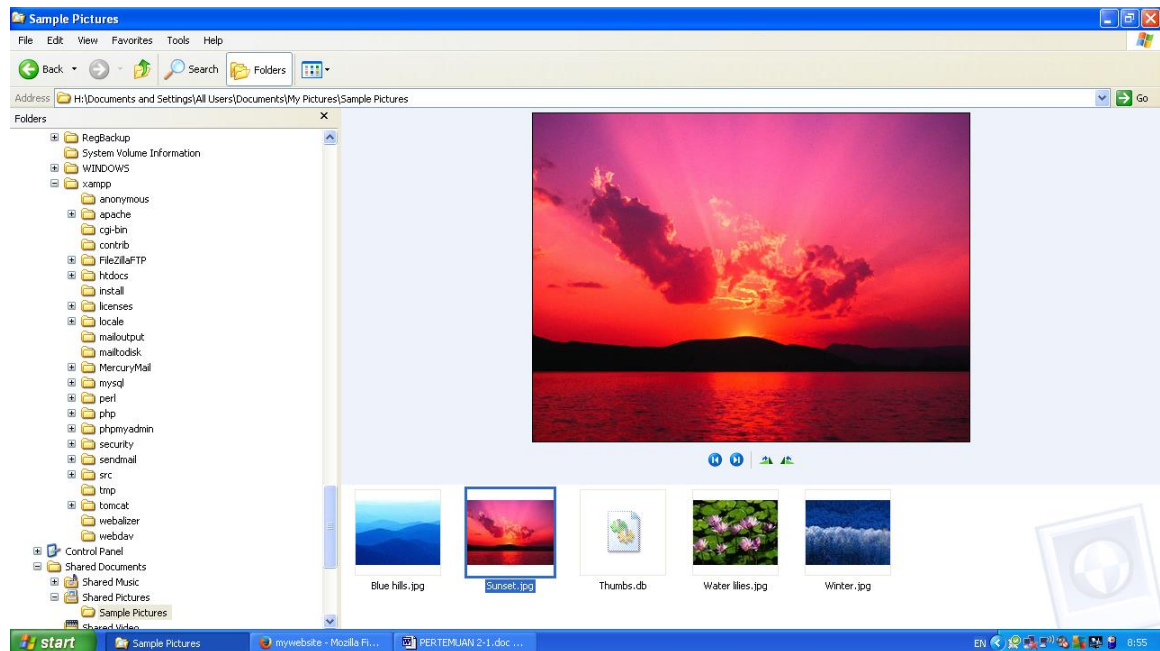 Sample Pictures
File Edit View Favorites Tools Help
Back Search Folders
Address H:\Documents and Settings\All Users\Documents\My Pictures\Sample Pictures Go
Folders
RegBackup
System Volume Information
WINDOWS
xampp
anonymous
apache
cgi-bin
contrib
FileZillaFTP
htdocs
install
licenses
locale
mailoutput
mailtodisk
MercuryMail
mysql
perl
php
phpmyadmin
security
sendmail
src
tmp
tomcat
webalizer
webdav
Control Panel
Shared Documents
Shared Music
Shared Pictures
Sample Pictures
Shared Video
Blue hills.jpg Sunset.jpg Thumbs.db Water lilies.jpg Winter.jpg
start Sample Pictures mywebsite - Mozilla Fi... PERTEMUAN 2-1.doc ... EN 8:55